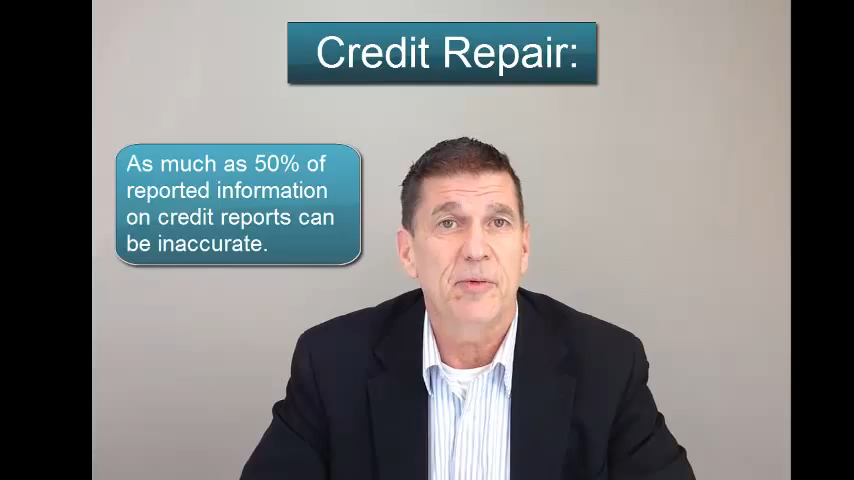 Credit Repair:
As much as 50% of
reported information
on credit reports can
be inaccurate.